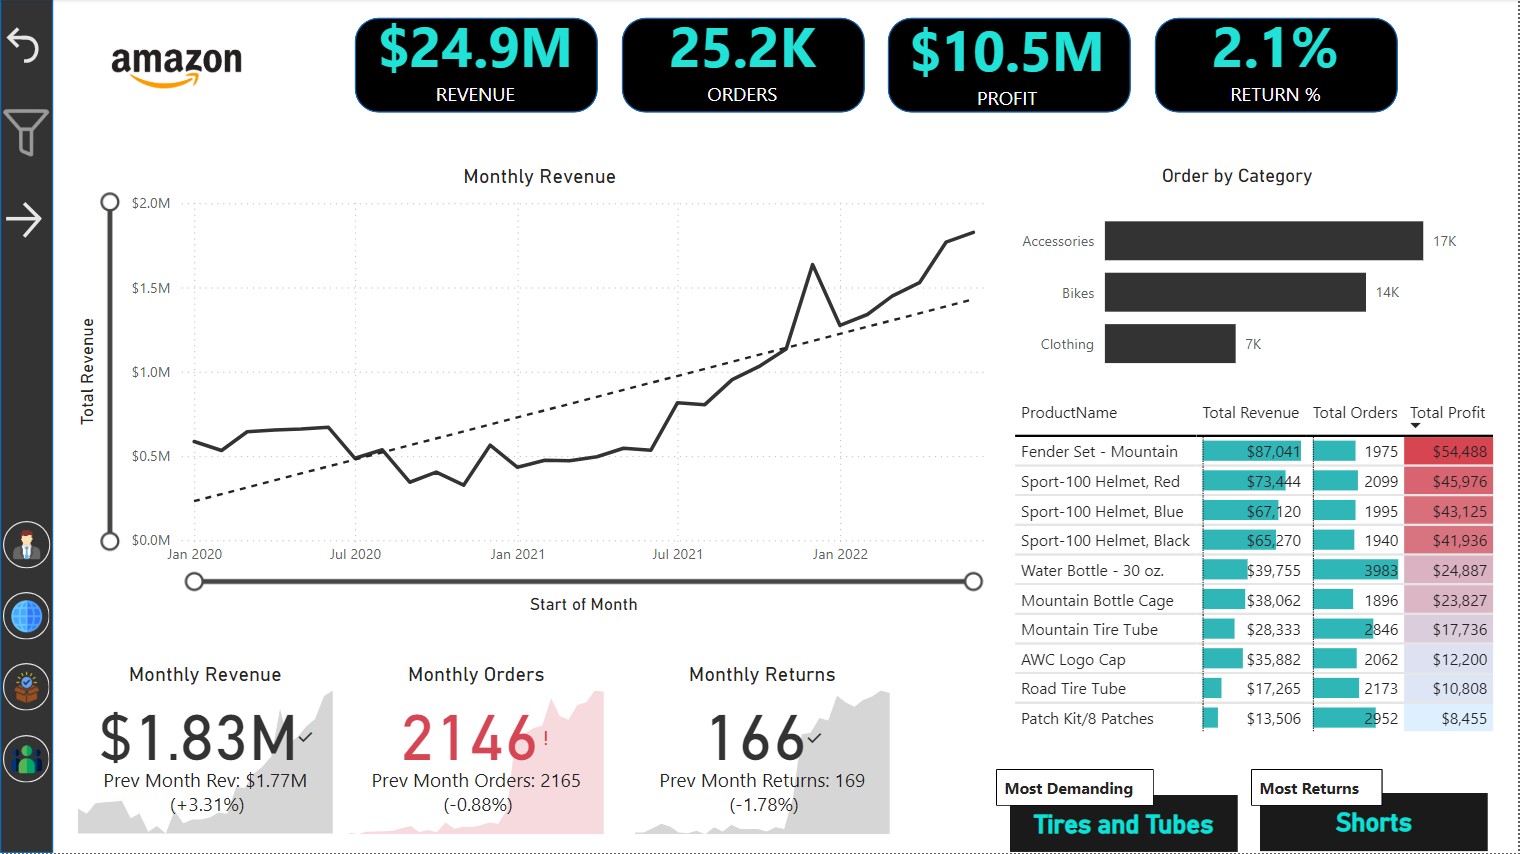 amazon
$24.9M
REVENUE
25.2K
ORDERS
$10.5M
PROFIT
2.1%
RETURN %
Monthly Revenue
Total Revenue
$2.0M
$1.5M
$1.0M
$0.5M
$0.0M
Jan 2020 Jul 2020 Jan 2021 Jul 2021 Jan 2022
Start of Month
Order by Category
Accessories 17K
Bikes 14K
Clothing 7K
ProductName Total Revenue Total Orders Total Profit
Fender Set - Mountain $87,041 1975 $54,488
Sport-100 Helmet, Red $73,444 2099 $45,976
Sport-100 Helmet, Blue $67,120 1995 $43,125
Sport-100 Helmet, Black $65,270 1940 $41,936
Water Bottle - 30 oz. $39,755 3983 $24,887
Mountain Bottle Cage $38,062 1896 $23,827
Mountain Tire Tube $28,333 2846 $17,736
AWC Logo Cap $35,882 2062 $12,200
Road Tire Tube $17,265 2173 $10,808
Patch Kit/8 Patches $13,506 2952 $8,455
Monthly Revenue
$1.83M
Prev Month Rev: $1.77M
(+3.31%)
Monthly Orders
2146!
Prev Month Orders: 2165
(-0.88%)
Monthly Returns
166
Prev Month Returns: 169
(-1.78%)
Most Demanding
Tires and Tubes
Most Returns
Shorts